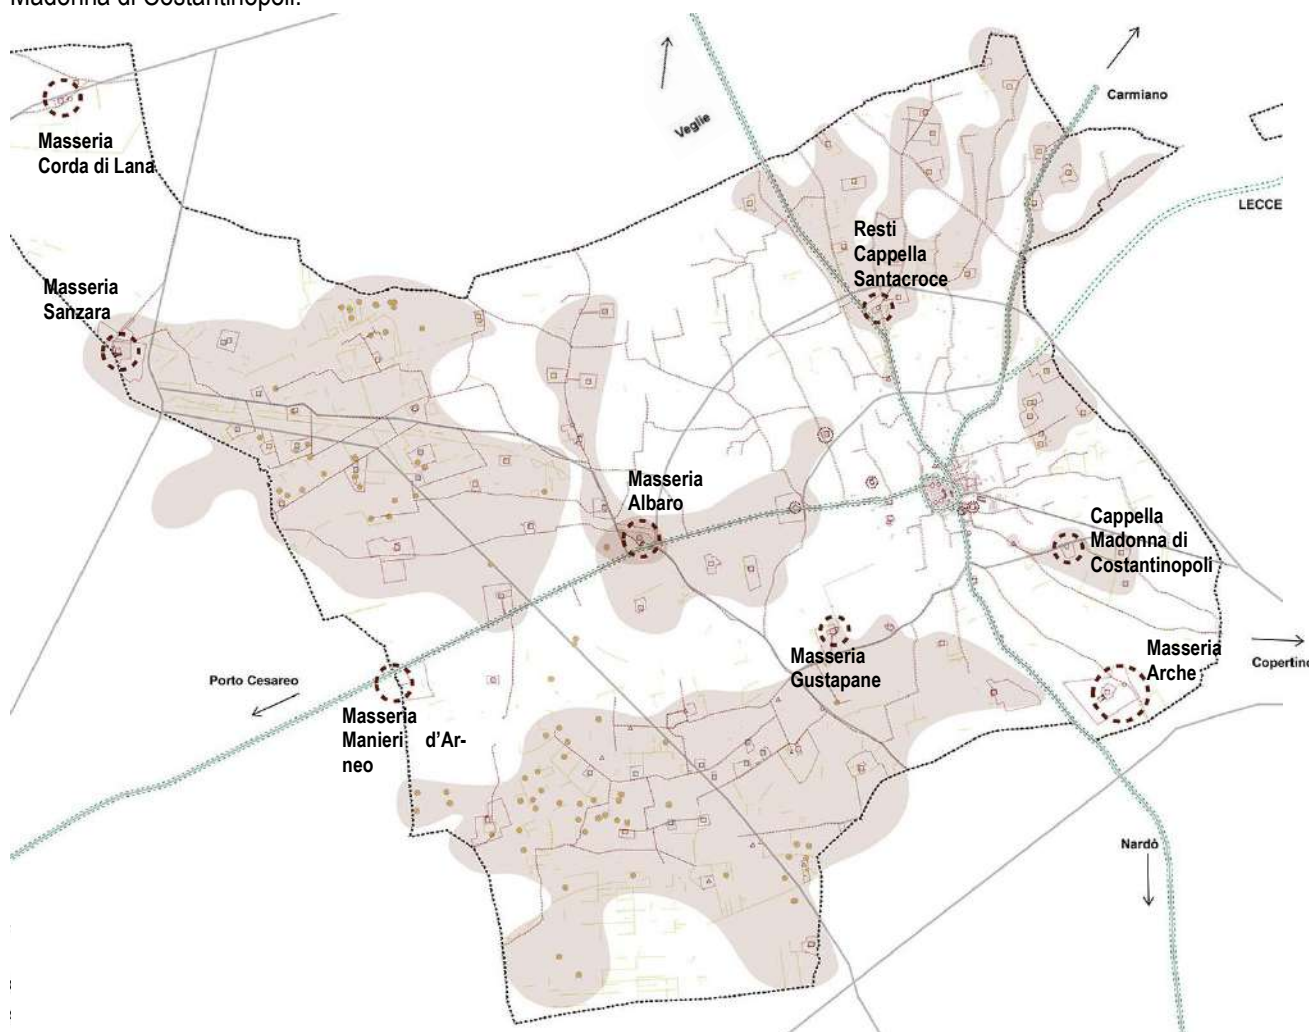 Madonna di Costantinopoli.
Carmiano
Veglie
Masseria
Corda di Lana
LECCE
Resti
Cappella
Santacroce
Masseria
Sanzara
Masseria
Albaro
Cappella
Madonna di
Costantinopoli
Masseria
Gustapane
Masseria
Arche
Copertino
Porto Cesareo
Masseria
Manieri d'Ar-
neo
Nardò